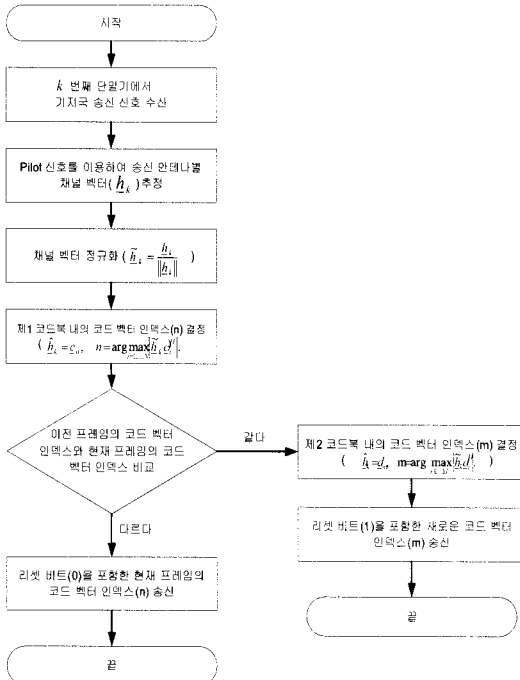 시작
k 번째 단말기에서
기지국 송신 신호 수신
Pilot 신호를 이용하여 송신 안테나별
채널 벡터( h_k )추정
채널 벡터 정규화 (
제1 코드북 내의 코드 벡터 인덱스(n) 결정
이전 프레임의 코드 벡터
인덱스와 현재 프레임의 코드
벡터 인덱스 비교
같다
다르다
제2 코드북 내의 코드 벡터 인덱스(m) 결정
리셋 비트(1)을 포함한 새로운 코드 벡터
인덱스(m) 송신
끝
리셋 비트(0)을 포함한 현재 프레임의
코드 벡터 인덱스(n) 송신
끝